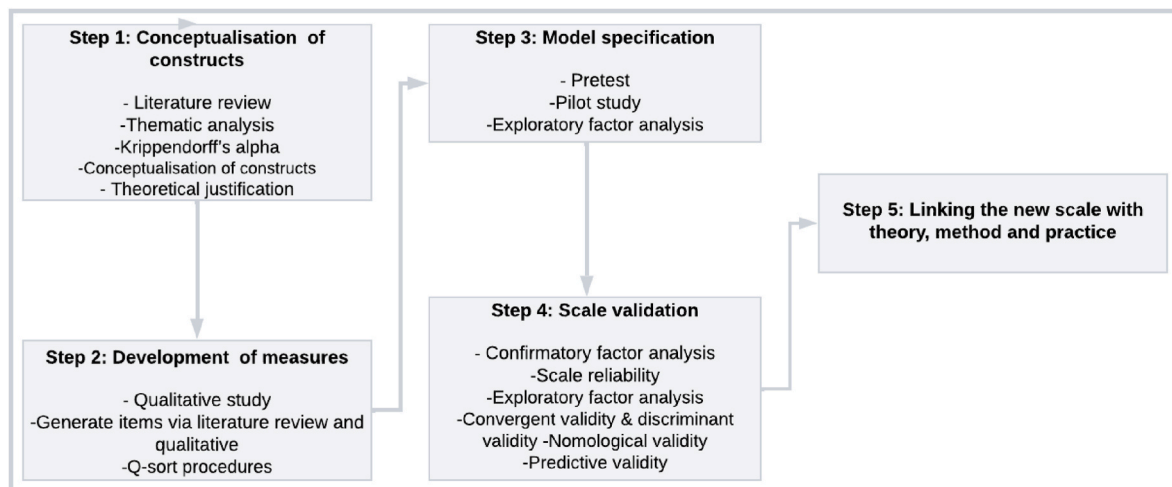 Step 1: Conceptualisation of
constructs
- Literature review
-Thematic analysis
-Krippendorff's alpha
-Conceptualisation of constructs
- Theoretical justification
Step 2: Development of measures
- Qualitative study
-Generate items via literature review and
qualitative
-Q-sort procedures
Step 3: Model specification
- Pretest
-Pilot study
-Exploratory factor analysis
Step 4: Scale validation
- Confirmatory factor analysis
-Scale reliability
-Exploratory factor analysis
-Convergent validity & discriminant
validity -Nomological validity
-Predictive validity
Step 5: Linking the new scale with
theory, method and practice